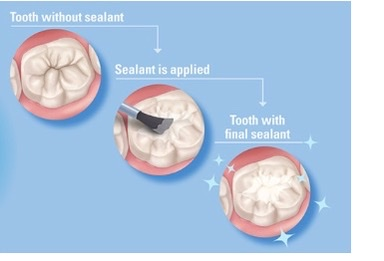 Tooth without sealant
Sealant is applied
Tooth with
final sealant